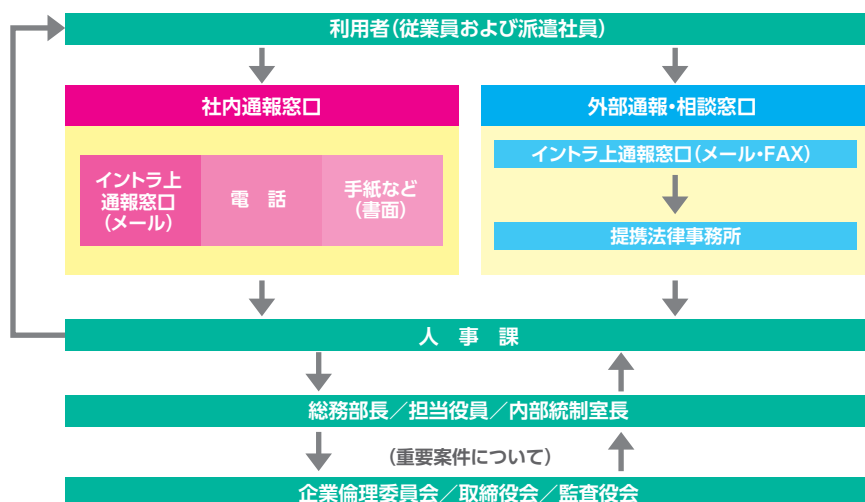 利用者(従業員および派遣社員)
社内通報窓口
イントラ上
通報窓口
(メール)
電 話
手紙など
(書面)
外部通報・相談窓口
イントラ上通報窓口(メール・FAX)
提携法律事務所
人 事 課
総務部長／担当役員／内部統制室長
(重要案件について)
企業倫理委員会／取締役会／監査役会